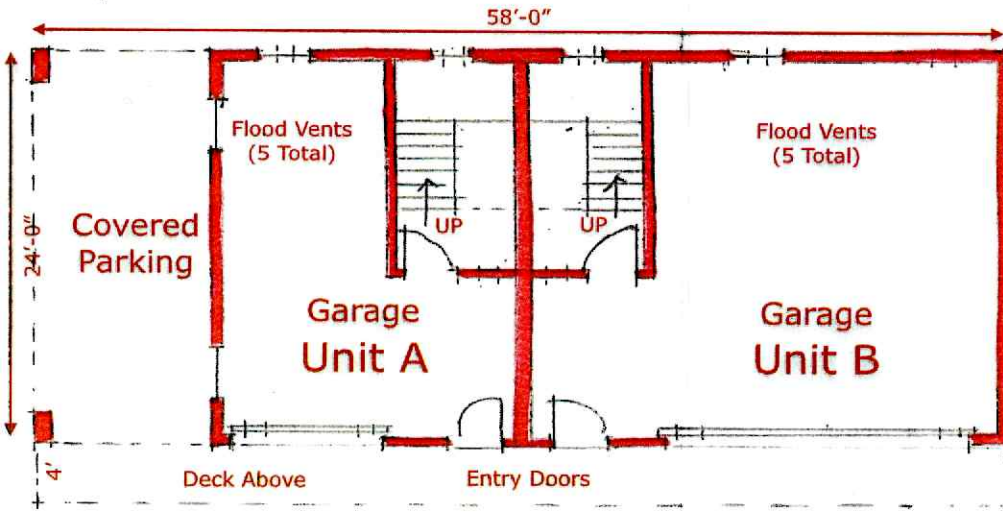 58'-0"
Flood Vents
(5 Total)
Flood Vents
(5 Total)
24'-0"
Covered
Parking
UP
UP
Garage
Unit A
Garage
Unit B
4'
Deck Above
Entry Doors